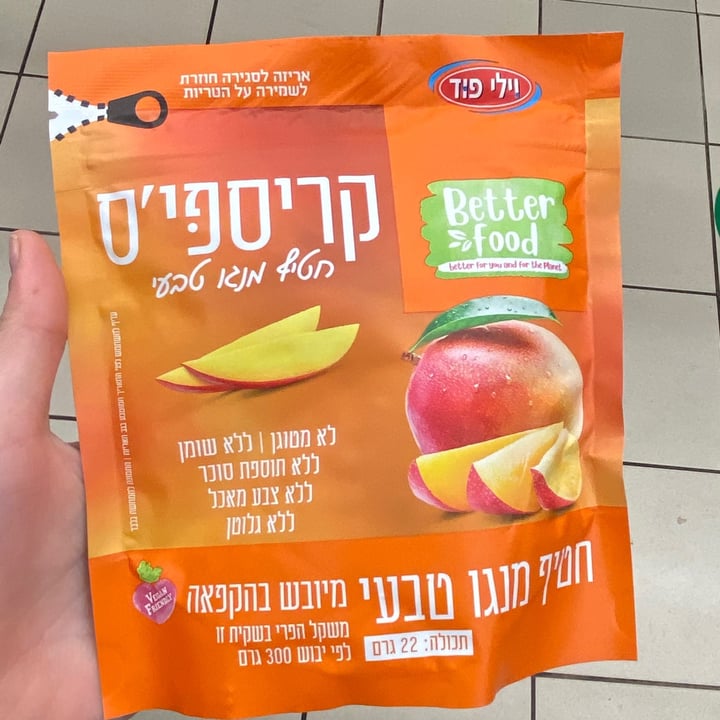 אריזה לסגירה חוזרת
לשמירה על הטריות
וילי פוד
קריספי'ס
חטיף מנגו טבעי
Better
food
better for you and for the Planet
לא מטוגן | ללא שומן
ללא תוספת סוכר
ללא צבע מאכל
ללא גלוטן
VEGAN
FRIENDLY
חטיף מנגו טבעי מיובש בהקפאה
תכולה: 22 גרם
משקל הפרי בשקית זו
לפי יבוש 300 גרם